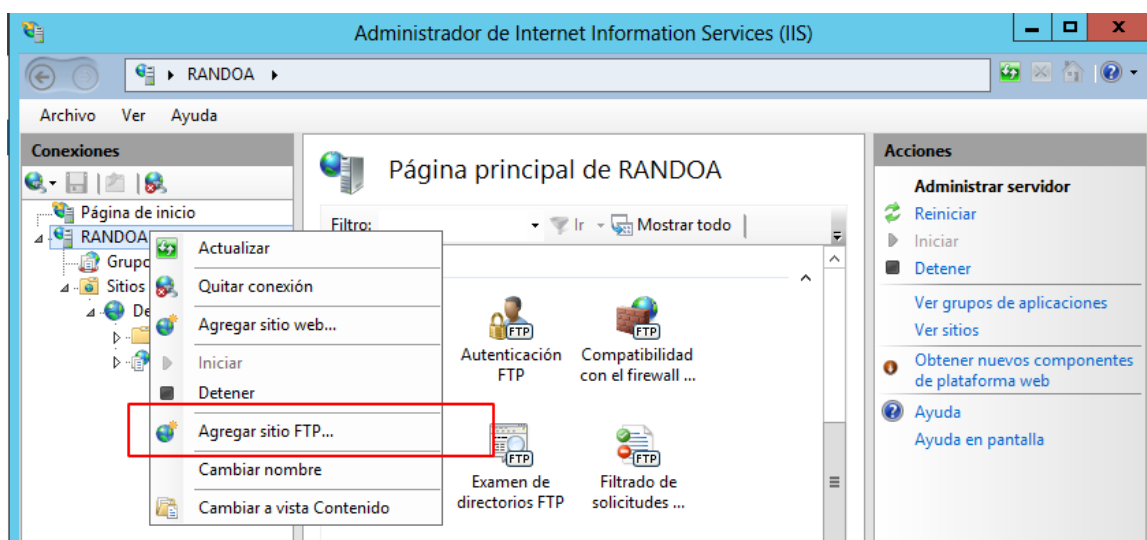 Administrador de Internet Information Services (IIS)
RANDOA
Archivo Ver Ayuda
Conexiones
Página de inicio
RANDOA
Grupo
Sitios
De
Actualizar
Quitar conexión
Agregar sitio web...
Iniciar
Detener
Agregar sitio FTP...
Cambiar nombre
Cambiar a vista Contenido
Página principal de RANDOA
Filtro: Ir Mostrar todo
FTP
Autenticación
FTP
FTP
Compatibilidad
con el firewall ...
FTP
Examen de
directorios FTP
FTP
Filtrado de
solicitudes ...
Acciones
Administrar servidor
Reiniciar
Iniciar
Detener
Ver grupos de aplicaciones
Ver sitios
Obtener nuevos componentes
de plataforma web
Ayuda
Ayuda en pantalla